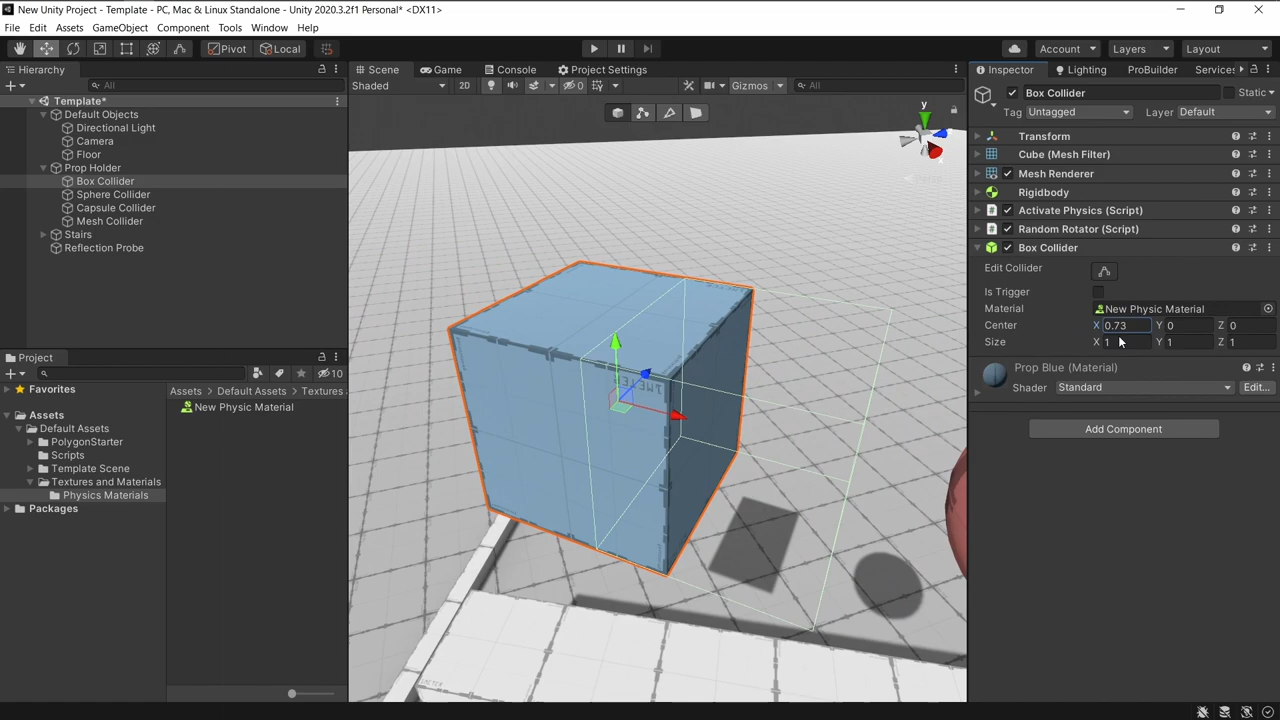 New Unity Project - Template - PC, Mac & Linux Standalone - Unity 2020.3.2f1 Personal* <DX11>
File Edit Assets GameObject Component Tools Window Help
Pivot Local Account Layers Layout
Hierarchy
All
Template*
Default Objects
Directional Light
Camera
Floor
Prop Holder
Box Collider
Sphere Collider
Capsule Collider
Mesh Collider
Stairs
Reflection Probe
Project
10
Favorites
Assets
Default Assets
PolygonStarter
Scripts
Template Scene
Textures and Materials
Physics Materials
Packages
Assets Default Assets Textures
New Physic Material
Scene Game Console Project Settings
Shaded 2D 0 Gizmos All
y
x
Inspector Lighting ProBuilder Services
Box Collider Static
Tag Untagged Layer Default
Transform
Cube (Mesh Filter)
Mesh Renderer
Rigidbody
Activate Physics (Script)
Random Rotator (Script)
Box Collider
Edit Collider
Is Trigger
Material New Physic Material
Center X 0.73 Y 0 Z 0
Size X 1 Y 1 Z 1
Prop Blue (Material)
Shader Standard Edit...
Add Component